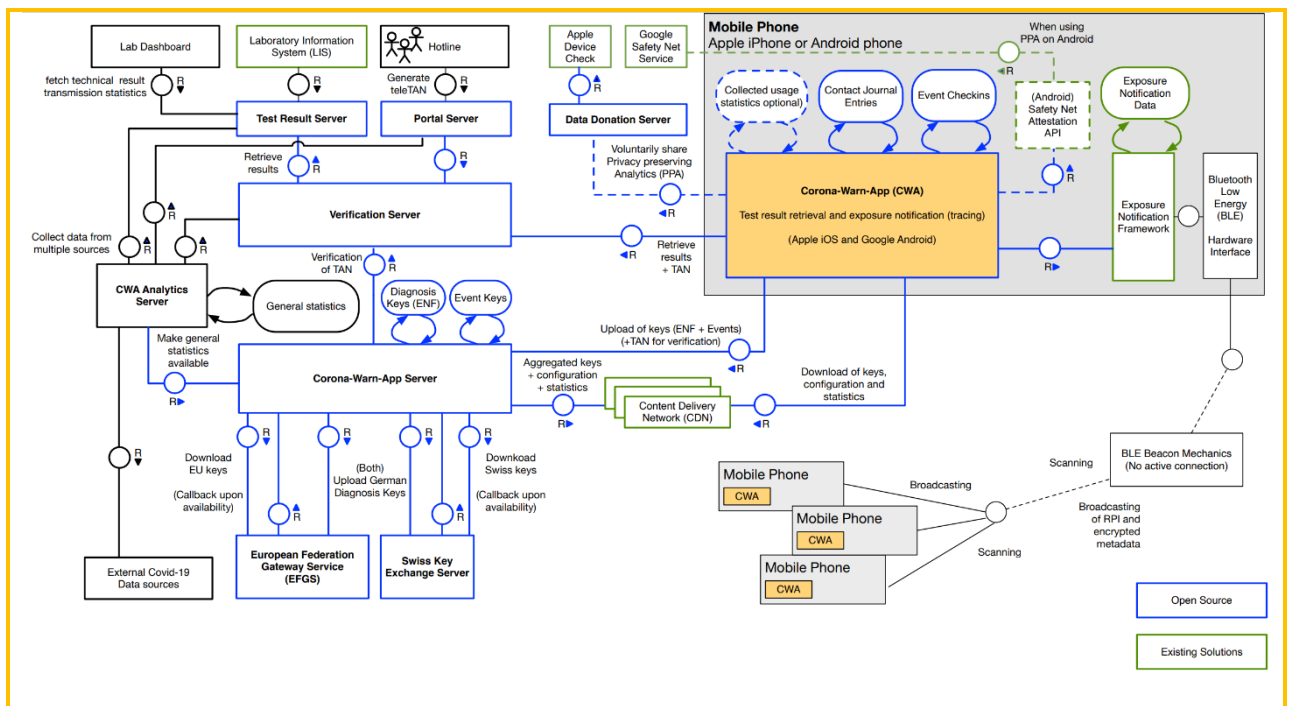 Lab Dashboard
Laboratory Information
System (LIS)
Hotline
Apple
Device
Check
Google
Safety Net
Service
Mobile Phone
Apple iPhone or Android phone
When using
PPA on Android
R
fetch technical result
transmission statistics
R
R
Generate
teleTAN
R
R
Collected usage
statistics optional)
Contact Journal
Entries
Event Checkins
(Android)
Safety Net
Attestation
API
Exposure
Notification
Data
Test Result Server
Portal Server
Data Donation Server
Retrieve
results
R
R
Voluntarily share
Privacy preserving
Analytics (PPA)
R
R
Corona-Warn-App (CWA)
Test result retrieval and exposure notification (tracing)
(Apple iOS and Google Android)
Exposure
Notification
Framework
Bluetooth
Low
Energy
(BLE)
Hardware
Interface
Verification Server
R
Collect data from
multiple sources
R
R
Verification
of TAN
R
R
Retrieve
results
+ TAN
R
CWA Analytics
Server
General statistics
Diagnosis
Keys (ENF)
Event Keys
Make general
statistics
available
R
Upload of keys (ENF + Events)
(+TAN for verification)
R
Corona-Warn-App Server
Aggregated keys
+ configuration
+ statistics
R
Content Delivery
Network (CDN)
Download of keys,
configuration and
statistics
R
R
R
R
R
R
Download
EU keys
(Callback upon
availability)
R
(Both)
Upload German
Diagnosis Keys
Downkoad
Swiss keys
(Callback upon
availability)
R
European Federation
Gateway Service
(EFGS)
Swiss Key
Exchange Server
External Covid-19
Data sources
Mobile Phone
CWA
Mobile Phone
CWA
Mobile Phone
CWA
Broadcasting
Scanning
Scanning
BLE Beacon Mechanics
(No active connection)
Broadcasting
of RPI and
encrypted
metadata
Open Source
Existing Solutions